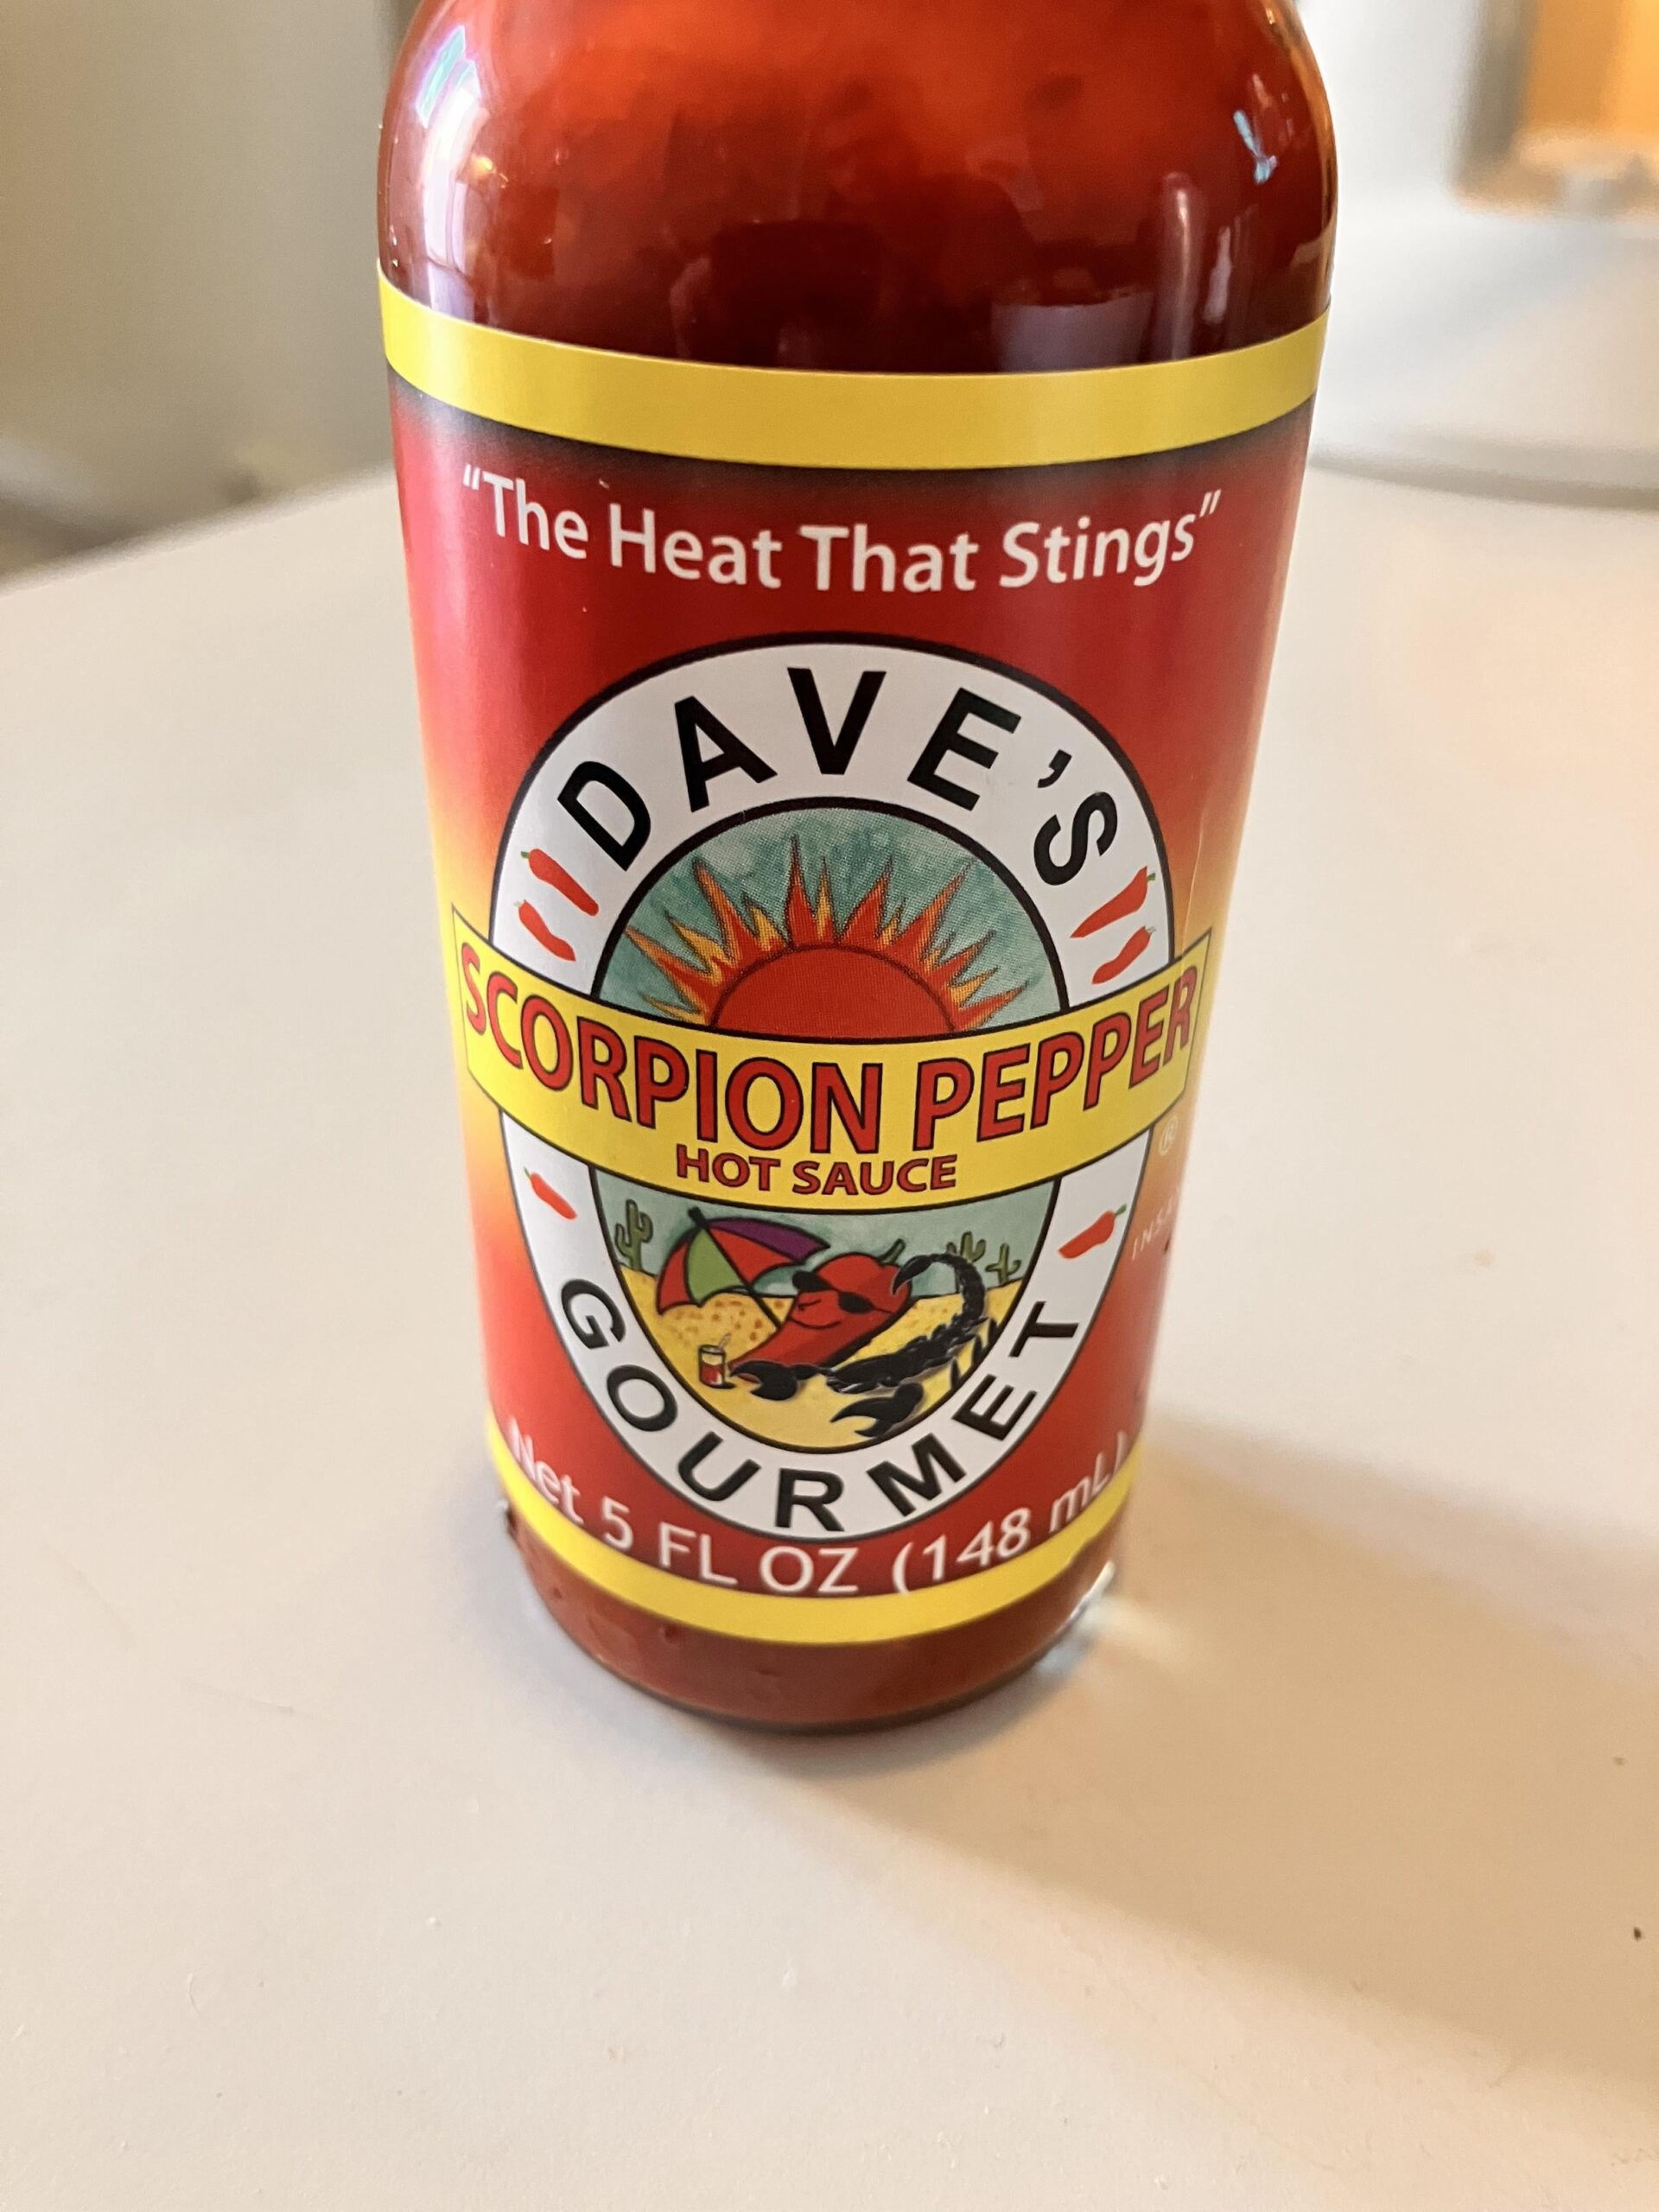 “The Heat That Stings”
DAVE’S
SCORPION PEPPER
HOT SAUCE
®
GOURMET
Net 5 FL OZ (148 mL)